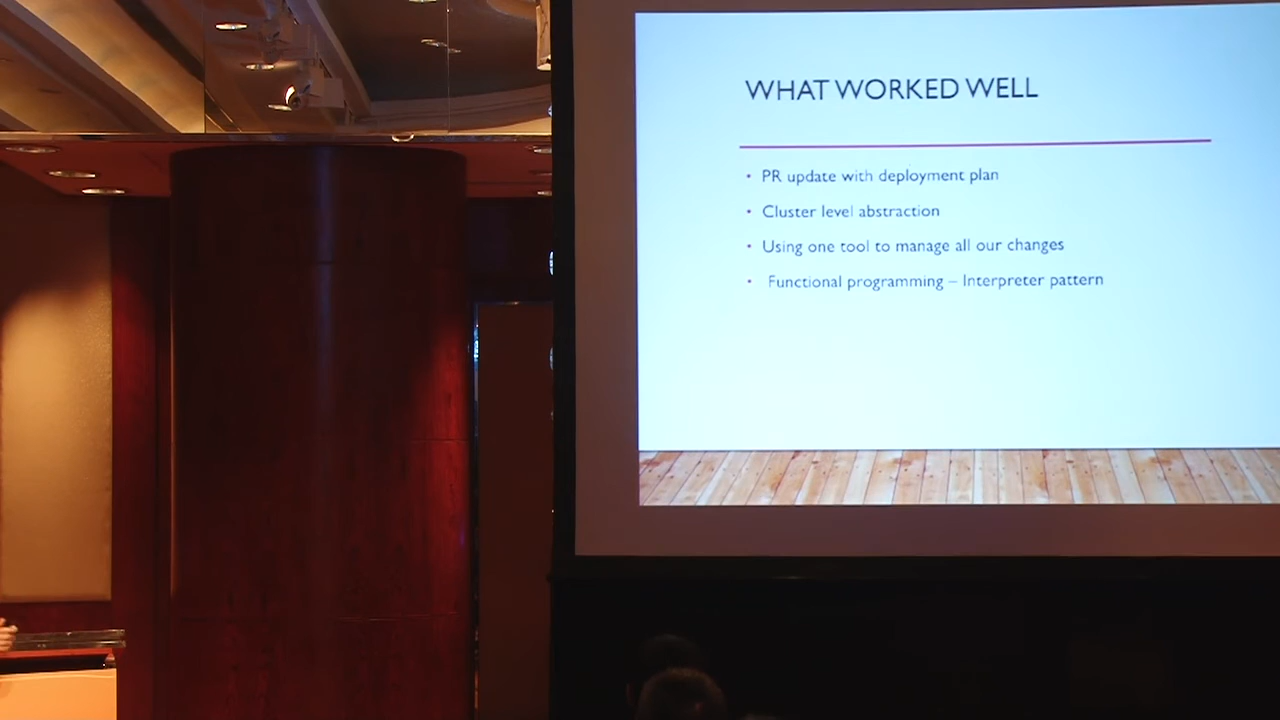 WHAT WORKED WELL
• PR update with deployment plan
• Cluster level abstraction
• Using one tool to manage all our changes
• Functional programming – Interpreter pattern